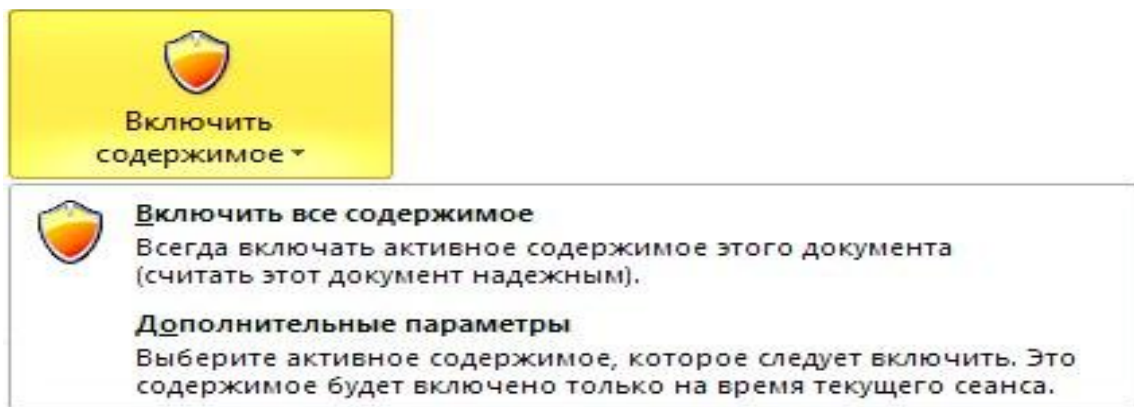 Включить
содержимое
Включить все содержимое
Всегда включать активное содержимое этого документа
(считать этот документ надежным).
Дополнительные параметры
Выберите активное содержимое, которое следует включить. Это
содержимое будет включено только на время текущего сеанса.